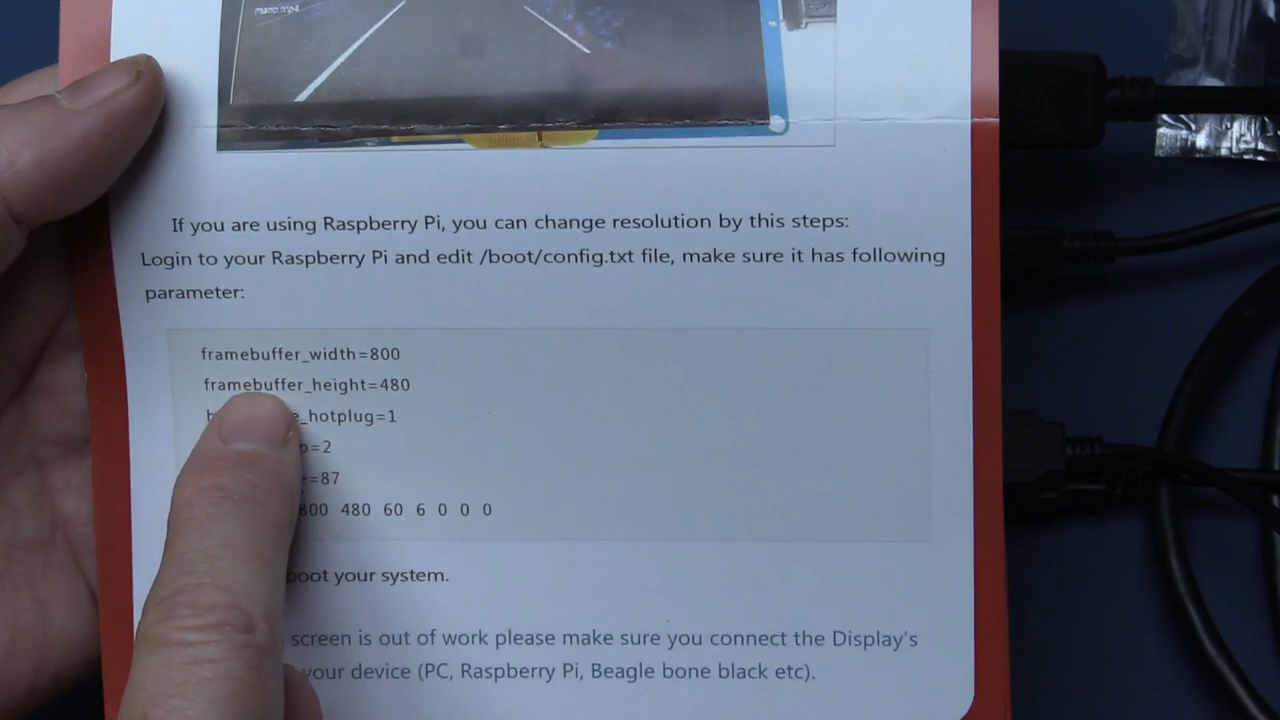 mario.mp4
If you are using Raspberry Pi, you can change resolution by this steps:
Login to your Raspberry Pi and edit /boot/config.txt file, make sure it has following
parameter:
framebuffer_width=800
framebuffer_height=480
_hotplug=1
=2
=87
800 480 60 6 0 0 0
boot your system.
screen is out of work please make sure you connect the Display's
your device (PC, Raspberry Pi, Beagle bone black etc).